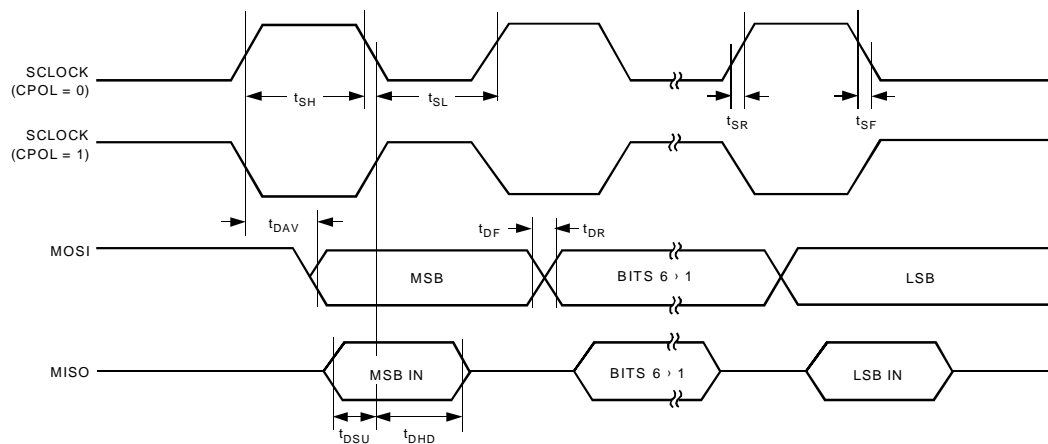 SCLOCK
(CPOL = 0)
tSH
tSL
tSR
tSF
SCLOCK
(CPOL = 1)
tDAV
tDF
tDR
MOSI
MSB
BITS 6 › 1
LSB
MISO
MSB IN
BITS 6 › 1
LSB IN
tDSU
tDHD